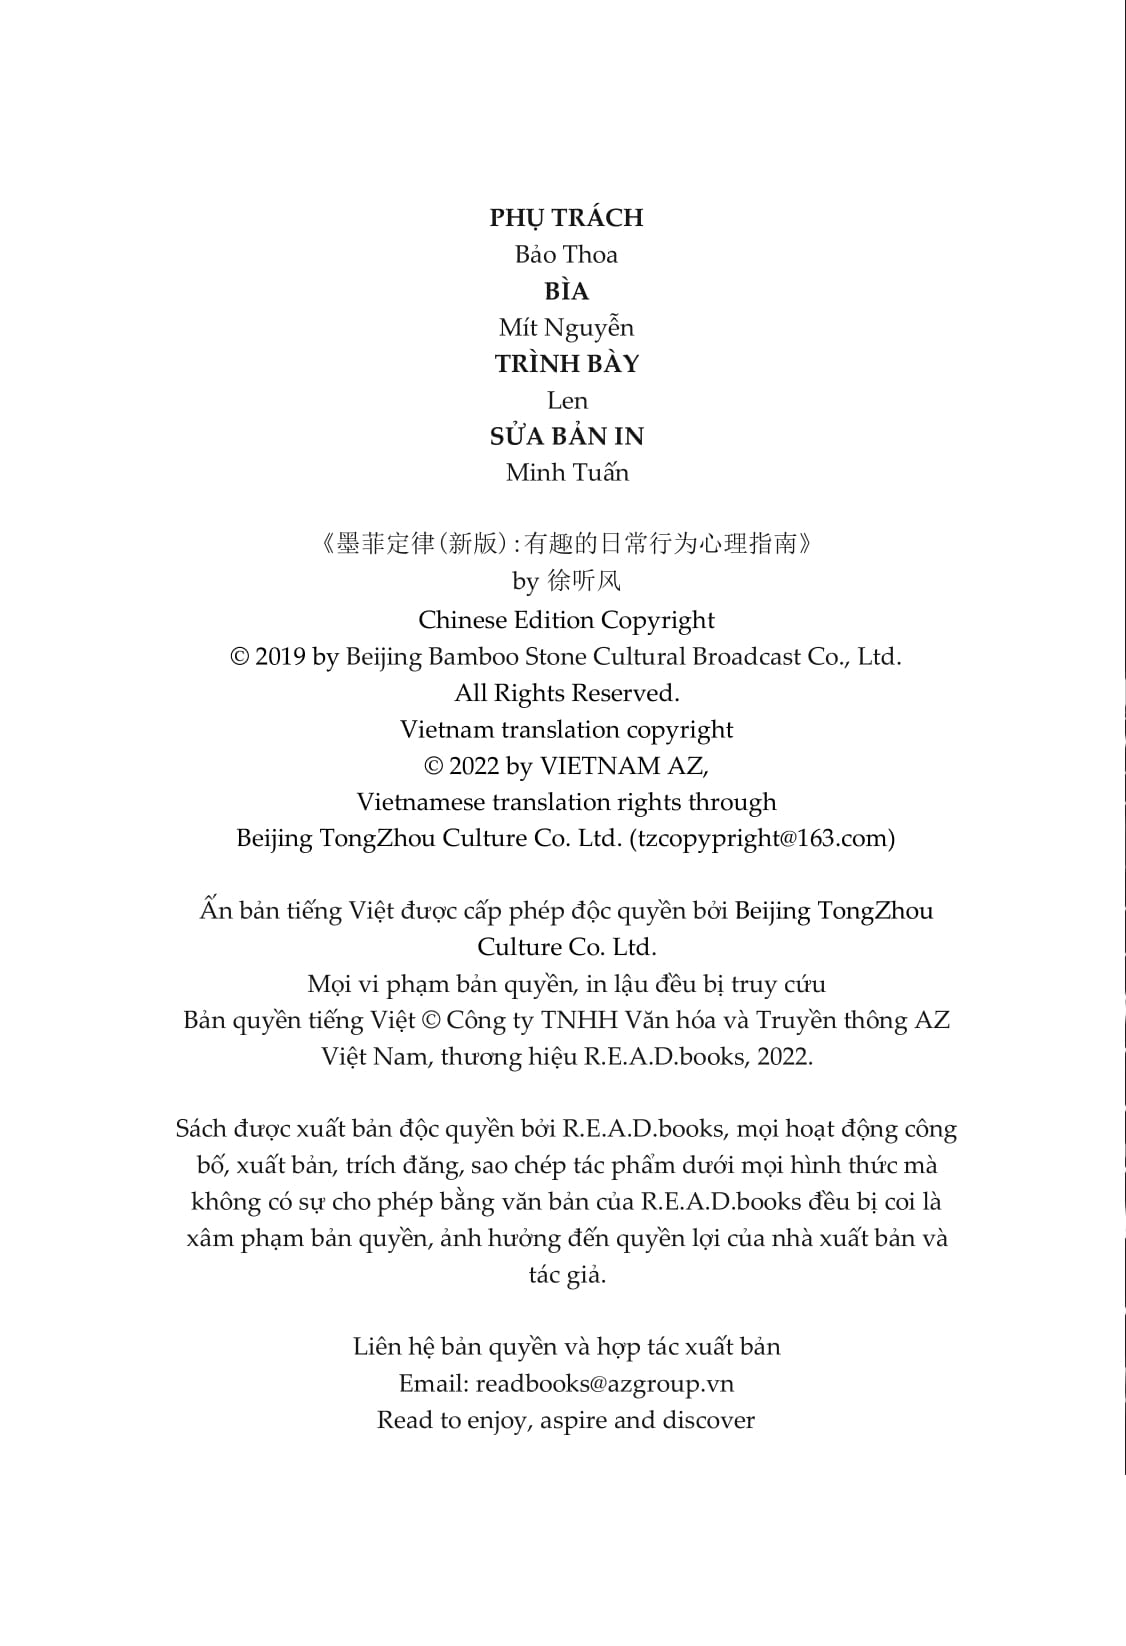 PHỤ TRÁCH
Bảo Thoa
BÌA
Mít Nguyễn
TRÌNH BÀY
Len
SỬA BẢN IN
Minh Tuấn
《墨菲定律（新版）：有趣的日常行为心理指南》
by 徐听风
Chinese Edition Copyright
© 2019 by Beijing Bamboo Stone Cultural Broadcast Co., Ltd.
All Rights Reserved.
Vietnam translation copyright
© 2022 by VIETNAM AZ,
Vietnamese translation rights through
Beijing TongZhou Culture Co. Ltd. (tzcopypright@163.com)
Ấn bản tiếng Việt được cấp phép độc quyền bởi Beijing TongZhou
Culture Co. Ltd.
Mọi vi phạm bản quyền, in lậu đều bị truy cứu
Bản quyền tiếng Việt © Công ty TNHH Văn hóa và Truyền thông AZ
Việt Nam, thương hiệu R.E.A.D.books, 2022.
Sách được xuất bản độc quyền bởi R.E.A.D.books, mọi hoạt động công
bố, xuất bản, trích đăng, sao chép tác phẩm dưới mọi hình thức mà
không có sự cho phép bằng văn bản của R.E.A.D.books đều bị coi là
xâm phạm bản quyền, ảnh hưởng đến quyền lợi của nhà xuất bản và
tác giả.
Liên hệ bản quyền và hợp tác xuất bản
Email: readbooks@azgroup.vn
Read to enjoy, aspire and discover